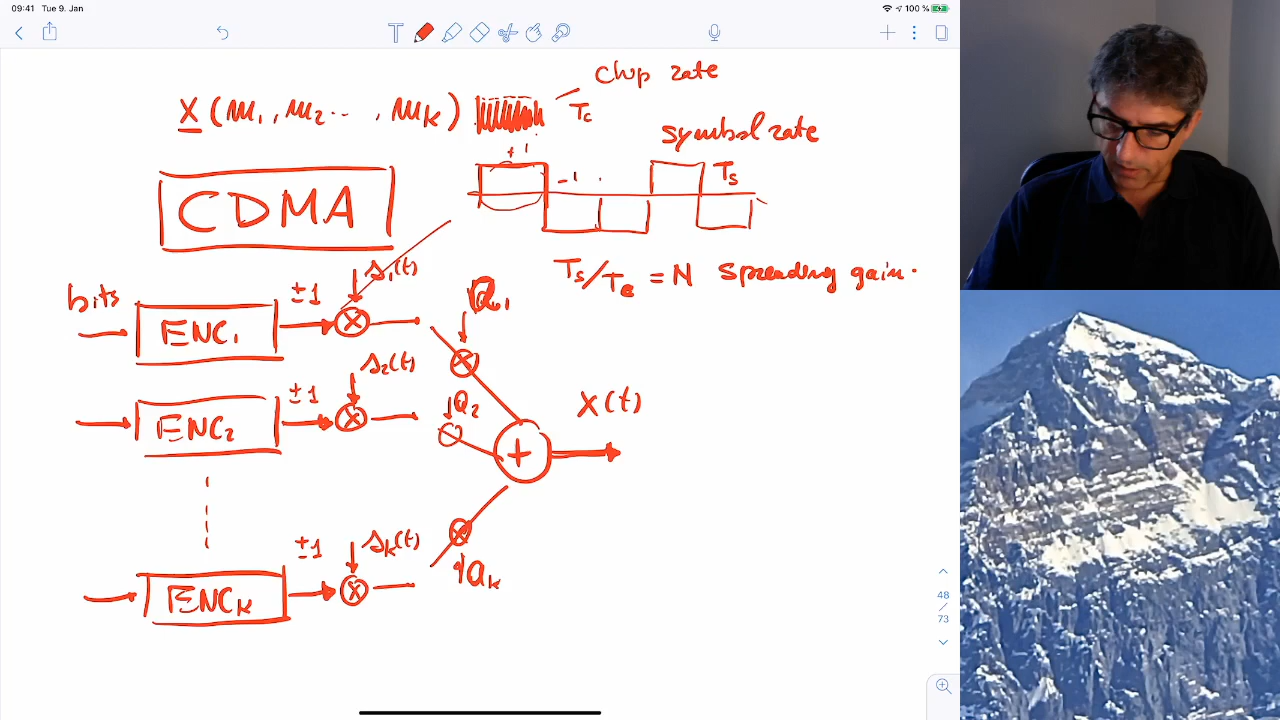 09:41 Tue 9. Jan
100 %
Chip rate
X (m1, m2 ..., mK)
Tc
symbol rate
+1
-1
Ts
CDMA
Ts/Tc = N Spreading gain.
bits
ENC1
±1
s1(t)
a1
ENC2
±1
s2(t)
a2
+
X(t)
ENCK
±1
sK(t)
aK
48
/
73